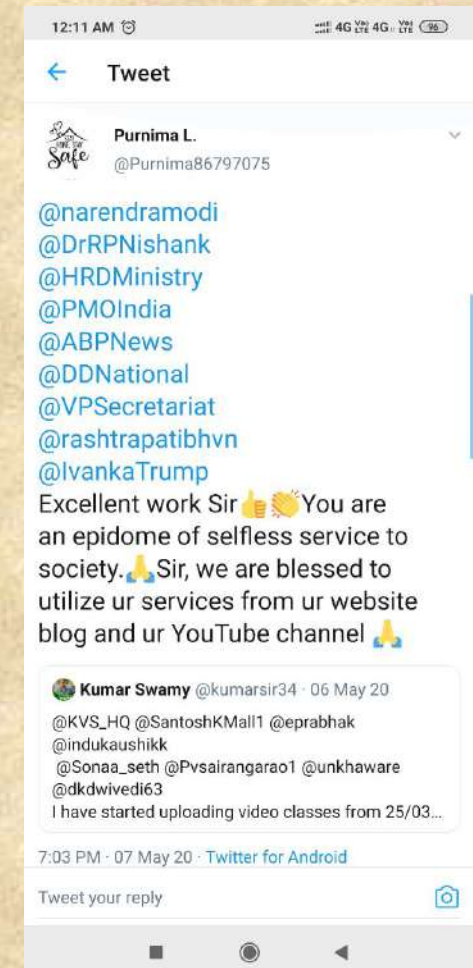 12:11 AM
4G VoLTE 4G VoLTE 96
Tweet
Safe
Purnima L.
@Purnima86797075
@narendramodi
@DrRPNishank
@HRDMinistry
@PMOIndia
@ABPNews
@DDNational
@VPSecretariat
@rashtrapatibhvn
@IvankaTrump
Excellent work Sir👍👏You are
an epidome of selfless service to
society.🙏Sir, we are blessed to
utilize ur services from ur website
blog and ur YouTube channel 🙏
Kumar Swamy @kumarsir34 · 06 May 20
@KVS_HQ @SantoshKMall1 @eprabhak
@indukaushikk
@Sonaa_seth @Pvsairangarao1 @unkhaware
@dkdwivedi63
I have started uploading video classes from 25/03...
7:03 PM · 07 May 20 · Twitter for Android
Tweet your reply